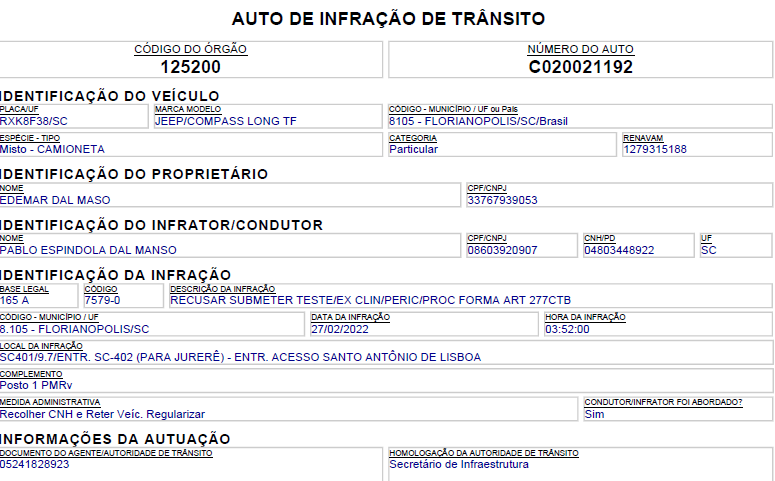 AUTO DE INFRAÇÃO DE TRÂNSITO
CÓDIGO DO ÓRGÃO
125200
NÚMERO DO AUTO
C020021192
IDENTIFICAÇÃO DO VEÍCULO
PLACA/UF
RXK8F38/SC
MARCA MODELO
JEEP/COMPASS LONG TF
CÓDIGO - MUNICÍPIO / UF ou País
8105 - FLORIANOPOLIS/SC/Brasil
ESPÉCIE - TIPO
Misto - CAMIONETA
CATEGORIA
Particular
RENAVAM
1279315188
IDENTIFICAÇÃO DO PROPRIETÁRIO
NOME
EDEMAR DAL MASO
CPF/CNPJ
33767939053
IDENTIFICAÇÃO DO INFRATOR/CONDUTOR
NOME
PABLO ESPINDOLA DAL MANSO
CPF/CNPJ
08603920907
CNH/PD
04803448922
UF
SC
IDENTIFICAÇÃO DA INFRAÇÃO
BASE LEGAL
165 A
CÓDIGO
7579-0
DESCRIÇÃO DA INFRAÇÃO
RECUSAR SUBMETER TESTE/EX CLIN/PERIC/PROC FORMA ART 277CTB
CÓDIGO - MUNICÍPIO / UF
8.105 - FLORIANOPOLIS/SC
DATA DA INFRAÇÃO
27/02/2022
HORA DA INFRAÇÃO
03:52:00
LOCAL DA INFRAÇÃO
SC401/9.7/ENTR. SC-402 (PARA JURERÊ) - ENTR. ACESSO SANTO ANTÔNIO DE LISBOA
COMPLEMENTO
Posto 1 PMRv
MEDIDA ADMINISTRATIVA
Recolher CNH e Reter Veíc. Regularizar
CONDUTOR/INFRATOR FOI ABORDADO?
Sim
INFORMAÇÕES DA AUTUAÇÃO
DOCUMENTO DO AGENTE/AUTORIDADE DE TRÂNSITO
05241828923
HOMOLOGAÇÃO DA AUTORIDADE DE TRÂNSITO
Secretário de Infraestrutura